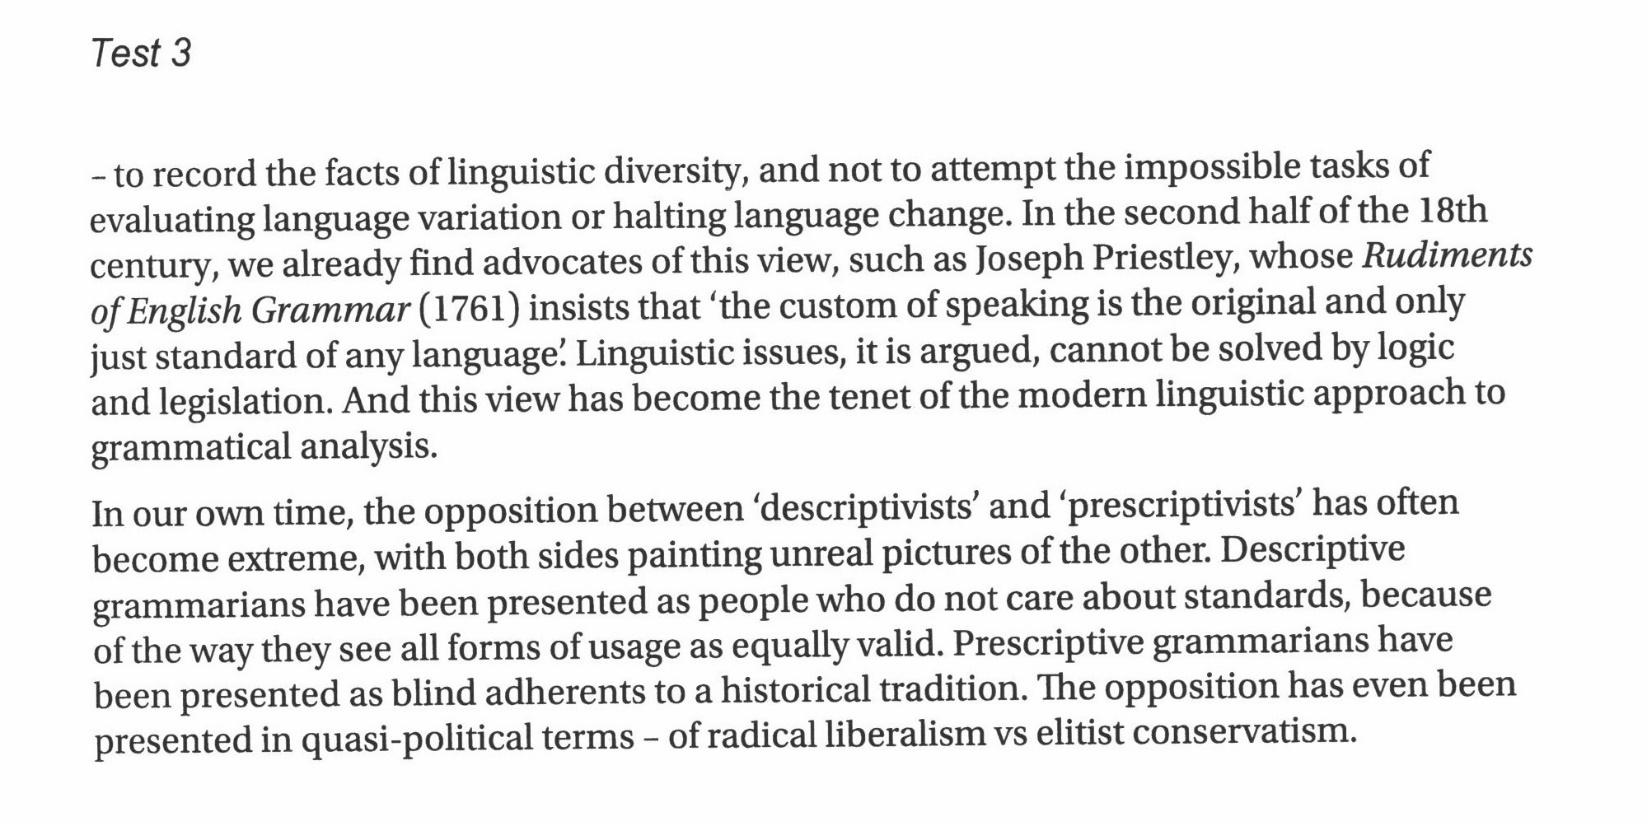 Test 3
– to record the facts of linguistic diversity, and not to attempt the impossible tasks of
evaluating language variation or halting language change. In the second half of the 18th
century, we already find advocates of this view, such as Joseph Priestley, whose Rudiments
of English Grammar (1761) insists that ‘the custom of speaking is the original and only
just standard of any language’. Linguistic issues, it is argued, cannot be solved by logic
and legislation. And this view has become the tenet of the modern linguistic approach to
grammatical analysis.
In our own time, the opposition between ‘descriptivists’ and ‘prescriptivists’ has often
become extreme, with both sides painting unreal pictures of the other. Descriptive
grammarians have been presented as people who do not care about standards, because
of the way they see all forms of usage as equally valid. Prescriptive grammarians have
been presented as blind adherents to a historical tradition. The opposition has even been
presented in quasi-political terms – of radical liberalism vs elitist conservatism.